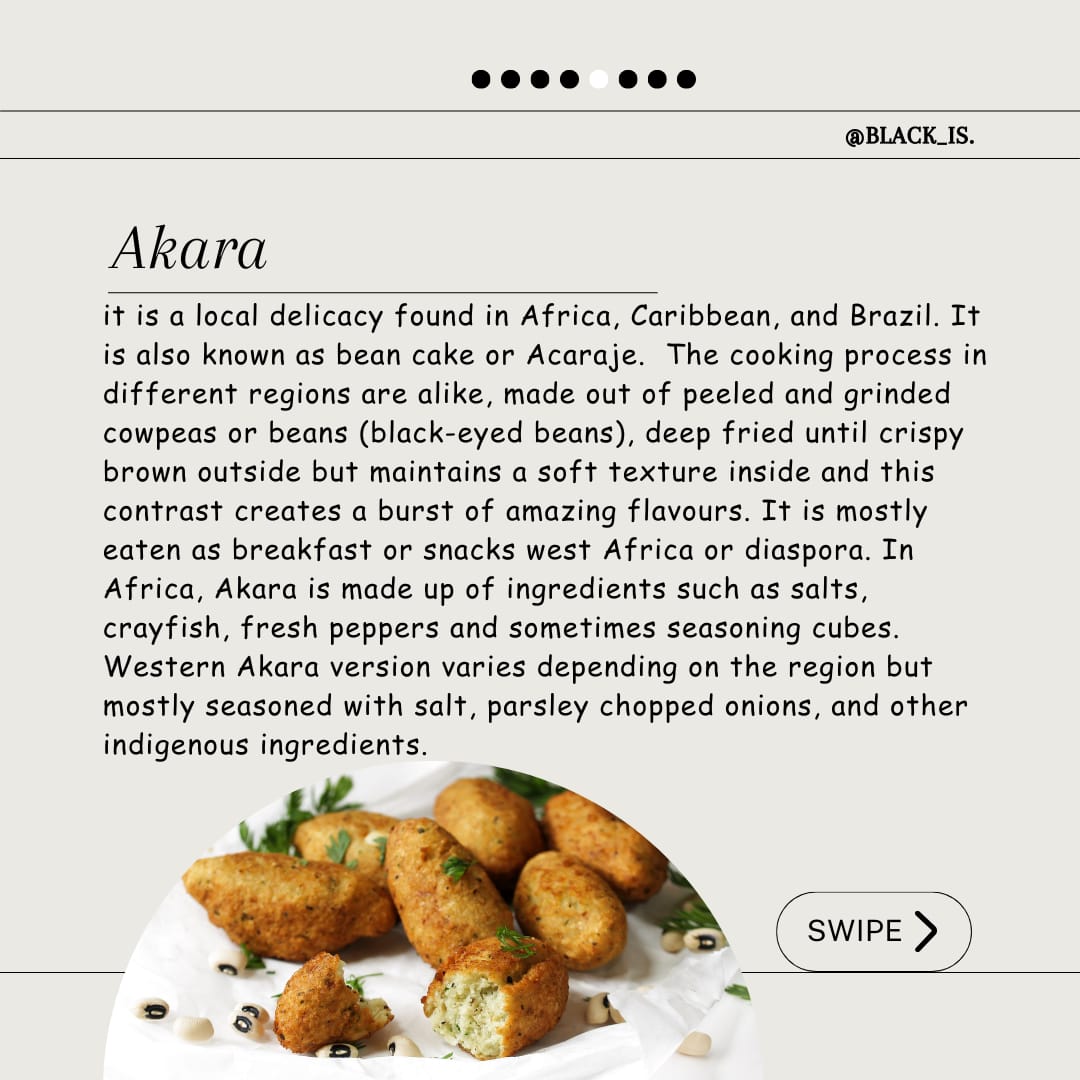 @BLACK_IS.
Akara
it is a local delicacy found in Africa, Caribbean, and Brazil. It
is also known as bean cake or Acaraje.  The cooking process in
different regions are alike, made out of peeled and grinded
cowpeas or beans (black-eyed beans), deep fried until crispy
brown outside but maintains a soft texture inside and this
contrast creates a burst of amazing flavours. It is mostly
eaten as breakfast or snacks west Africa or diaspora. In
Africa, Akara is made up of ingredients such as salts,
crayfish, fresh peppers and sometimes seasoning cubes.
Western Akara version varies depending on the region but
mostly seasoned with salt, parsley chopped onions, and other
indigenous ingredients.
SWIPE